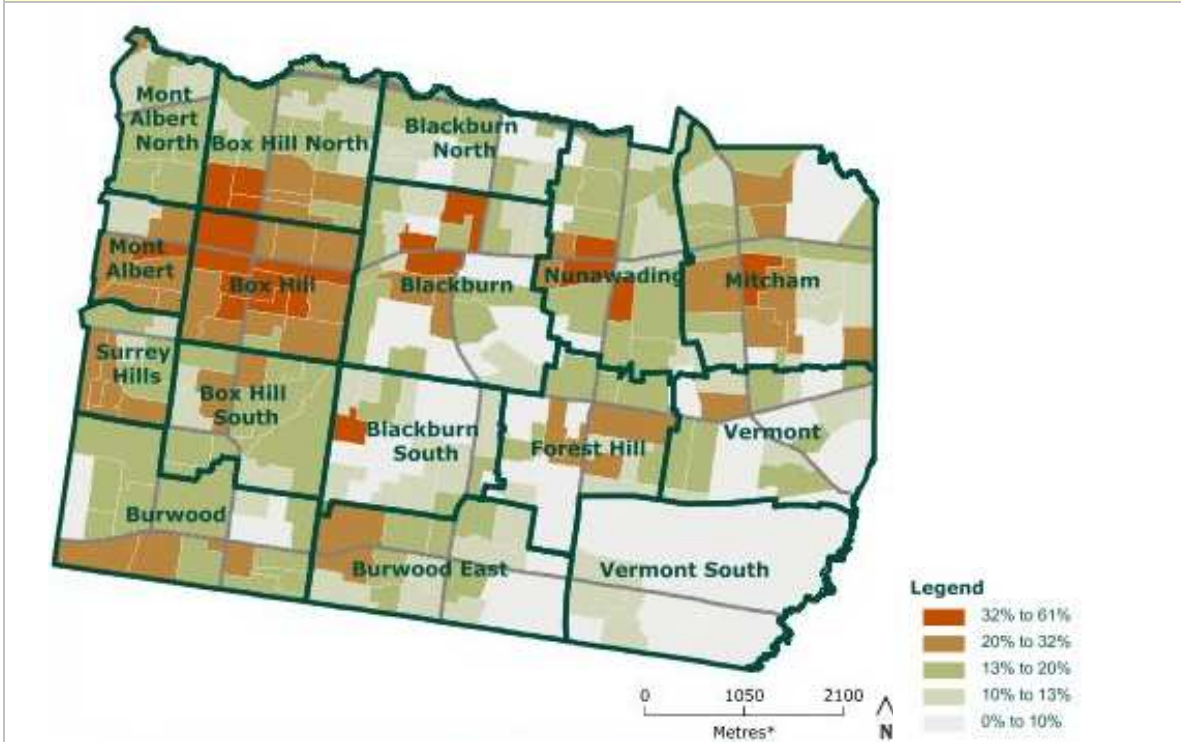 Mont
Albert
North
Box Hill North
Blackburn
North
Mont
Albert
Box Hill
Blackburn
Nunawading
Mitcham
Surrey
Hills
Box Hill
South
Blackburn
South
Forest Hill
Vermont
Burwood
Burwood East
Vermont South
Legend
32% to 61%
20% to 32%
13% to 20%
10% to 13%
0% to 10%
0 1050 2100
Metres*
N